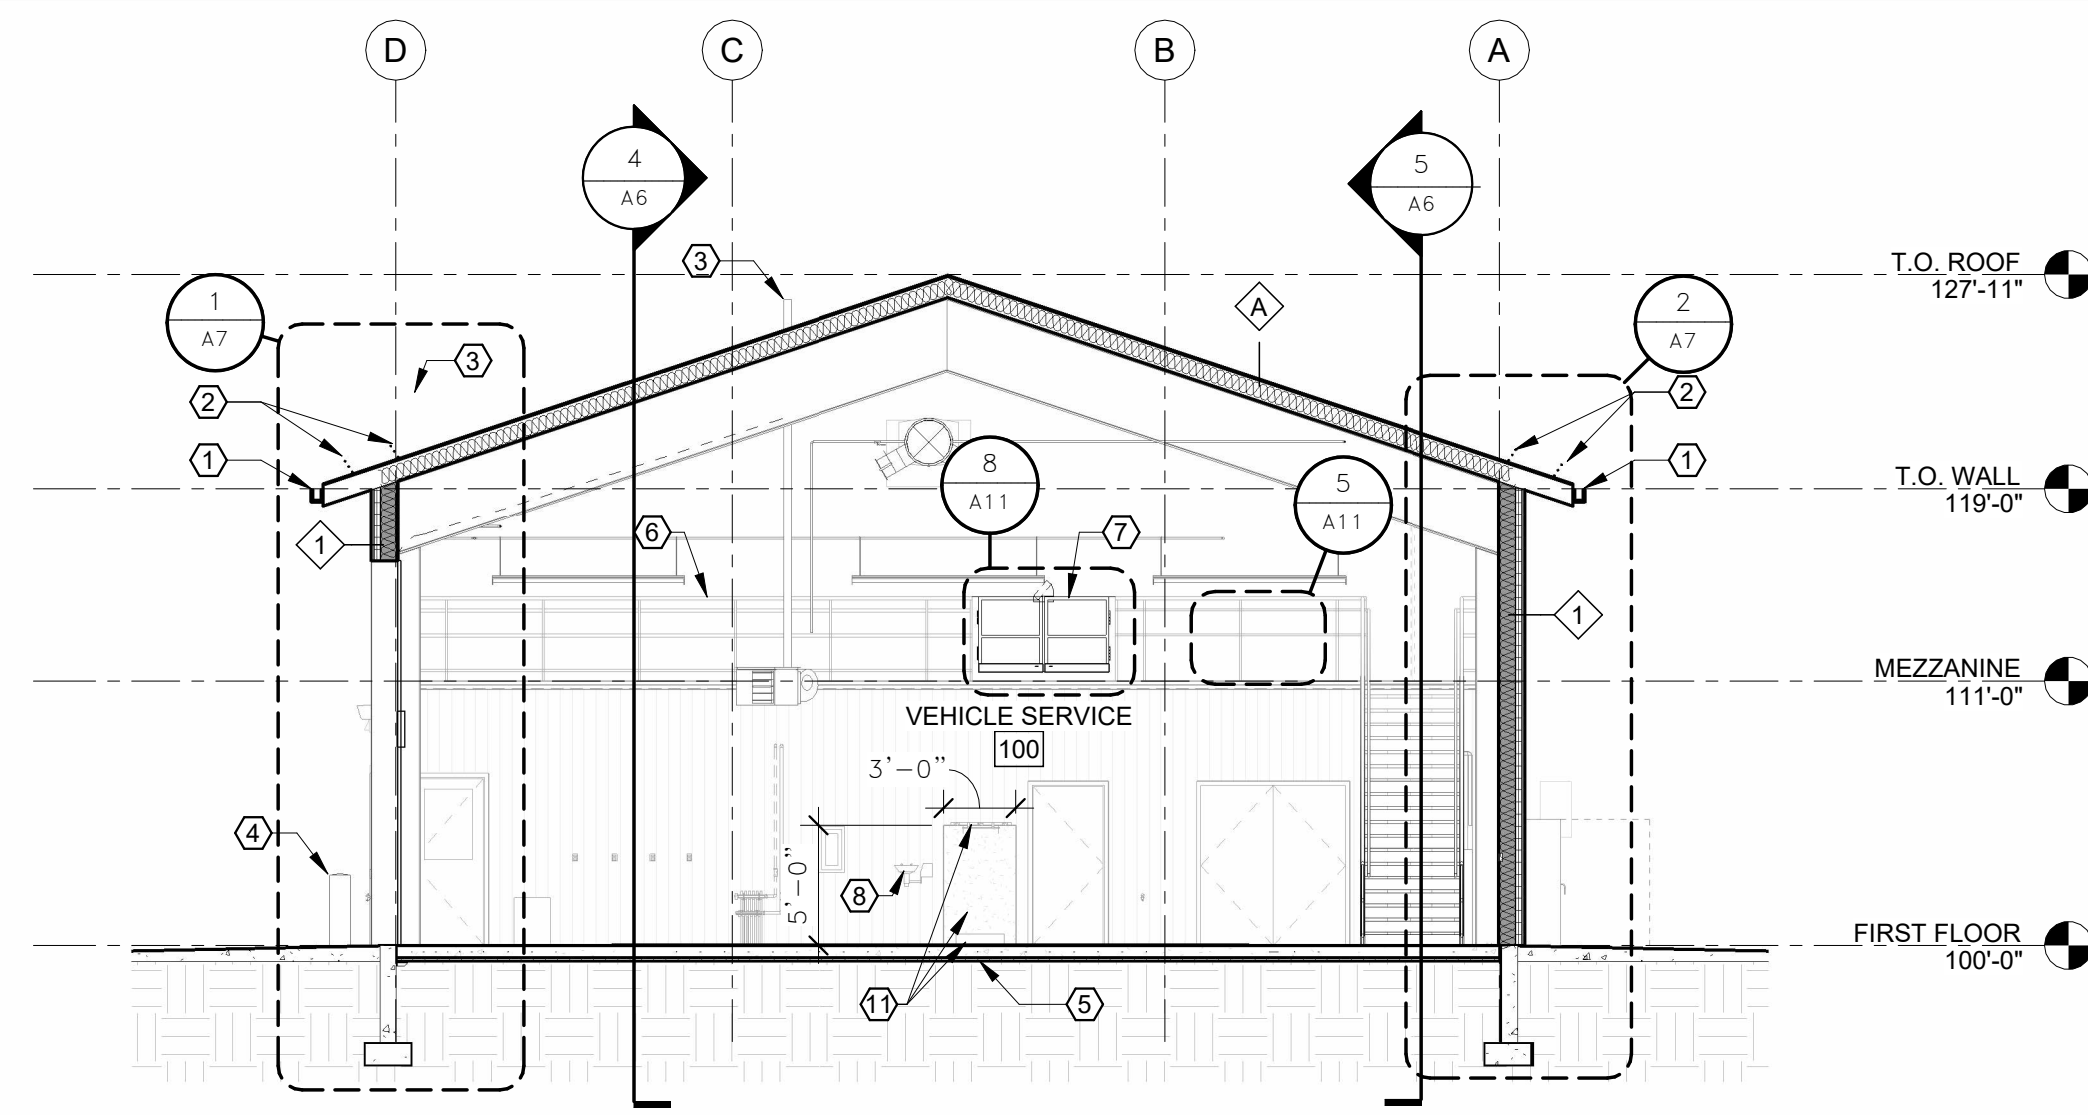 D
C
B
A
4
A6
5
A6
3
T.O. ROOF
127'-11"
1
A7
A
2
A7
3
2
2
1
1
T.O. WALL
119'-0"
8
A11
5
A11
6
7
1
1
MEZZANINE
111'-0"
VEHICLE SERVICE
100
3'-0"
4
5'-0"
8
FIRST FLOOR
100'-0"
11
5